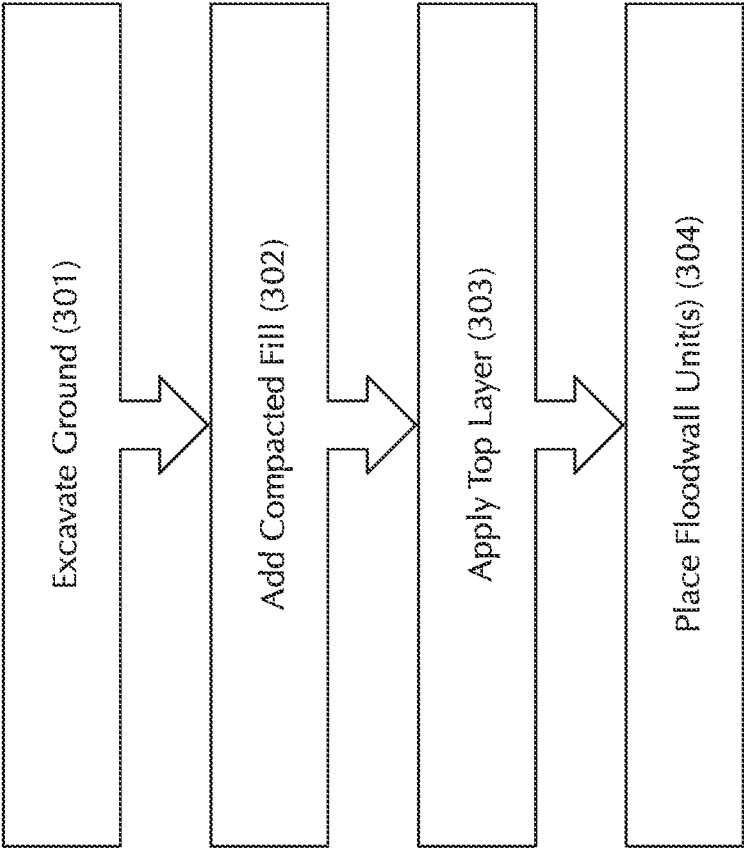 Excavate Ground (301)
Add Compacted Fill (302)
Apply Top Layer (303)
Place Floodwall Unit(s) (304)